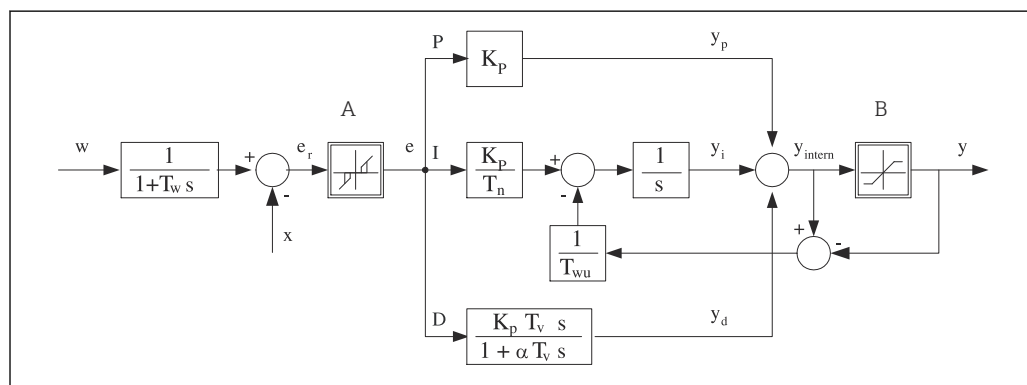 P
K_P
y_p
A
B
w
1
1+T_w s
+
-
x
e_r
e
I
K_P
T_n
+
-
1
s
y_i
y_intern
y
1
T_wu
+
-
D
K_p T_v s
1 + α T_v s
y_d